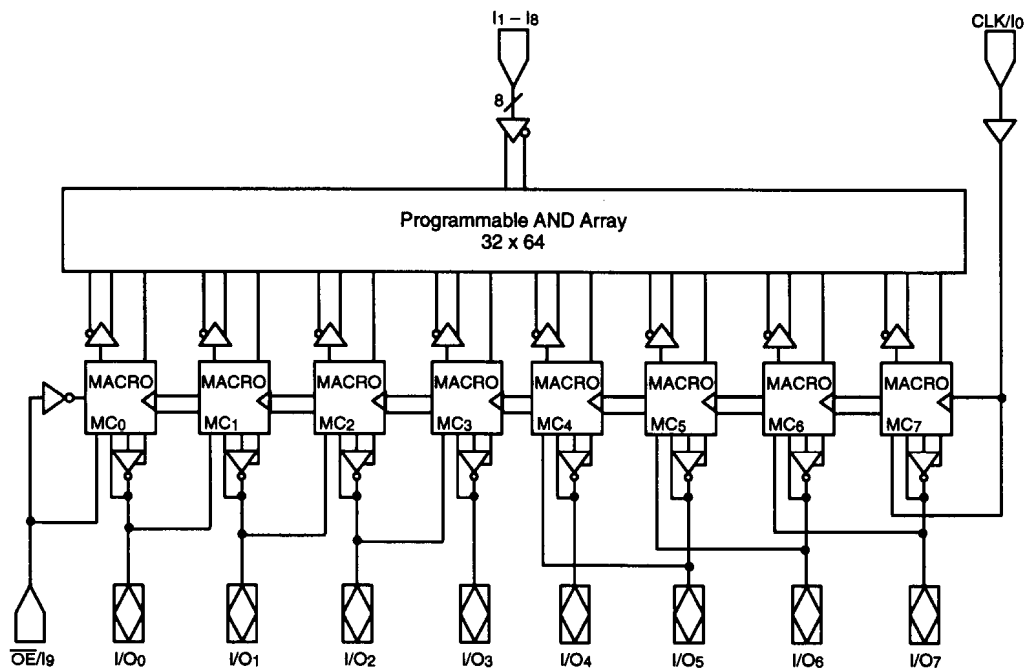 I1 – I8
CLK/I0
8
Programmable AND Array
32 x 64
MACRO MACRO MACRO MACRO MACRO MACRO MACRO MACRO
MC0 MC1 MC2 MC3 MC4 MC5 MC6 MC7
OE/I9 I/O0 I/O1 I/O2 I/O3 I/O4 I/O5 I/O6 I/O7